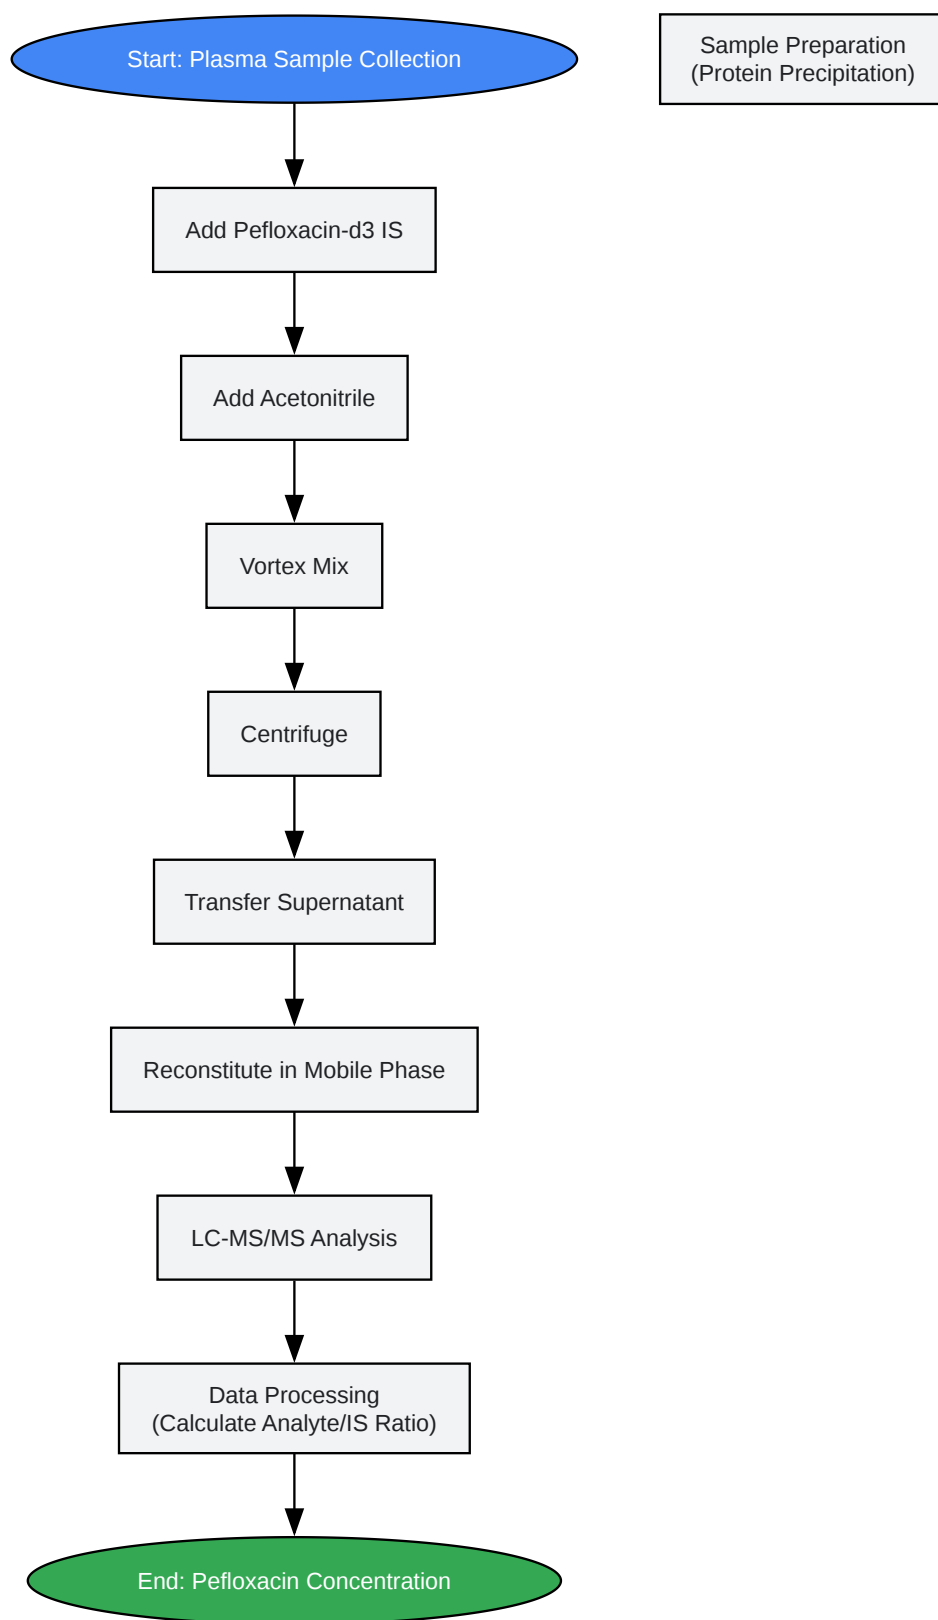 Start: Plasma Sample Collection
Sample Preparation
(Protein Precipitation)
Add Pefloxacin-d3 IS
Add Acetonitrile
Vortex Mix
Centrifuge
Transfer Supernatant
Reconstitute in Mobile Phase
LC-MS/MS Analysis
Data Processing
(Calculate Analyte/IS Ratio)
End: Pefloxacin Concentration